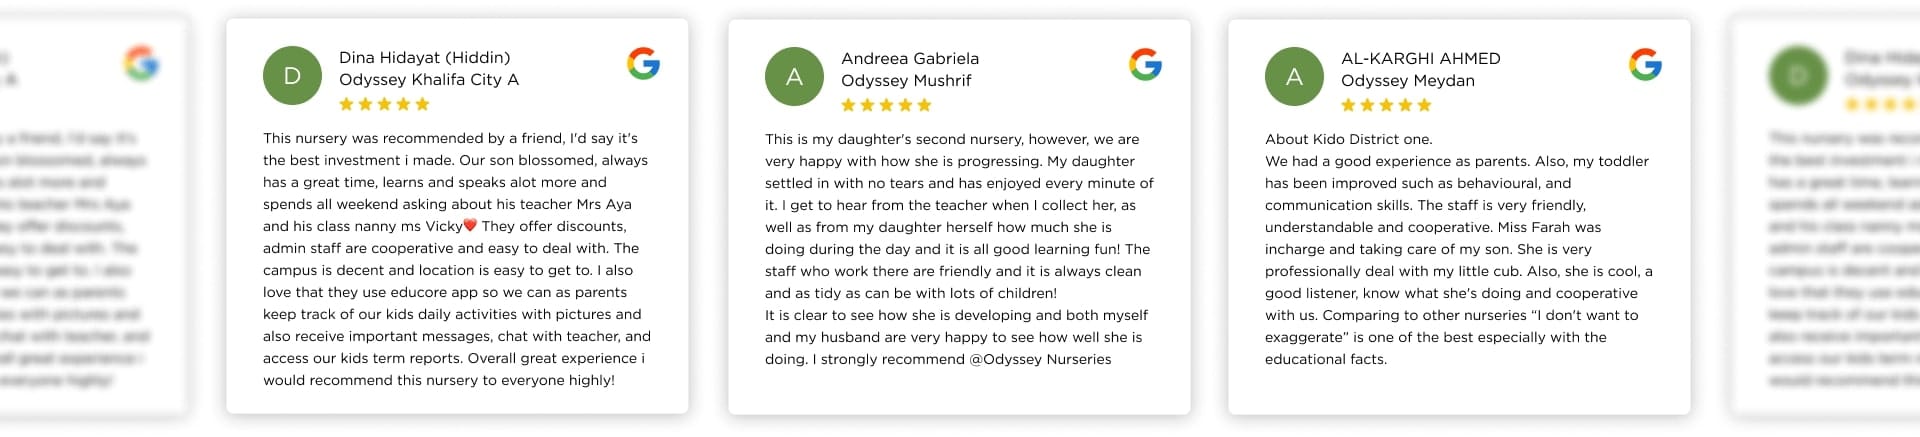 D
Dina Hidayat (Hiddin)
Odyssey Khalifa City A
This nursery was recommended by a friend, I'd say it's
the best investment i made. Our son blossomed, always
has a great time, learns and speaks alot more and
spends all weekend asking about his teacher Mrs Aya
and his class nanny ms Vicky❤️ They offer discounts,
admin staff are cooperative and easy to deal with. The
campus is decent and location is easy to get to. I also
love that they use educore app so we can as parents
keep track of our kids daily activities with pictures and
also receive important messages, chat with teacher, and
access our kids term reports. Overall great experience i
would recommend this nursery to everyone highly!
A
Andreea Gabriela
Odyssey Mushrif
This is my daughter's second nursery, however, we are
very happy with how she is progressing. My daughter
settled in with no tears and has enjoyed every minute of
it. I get to hear from the teacher when I collect her, as
well as from my daughter herself how much she is
doing during the day and it is all good learning fun! The
staff who work there are friendly and it is always clean
and as tidy as can be with lots of children!
It is clear to see how she is developing and both myself
and my husband are very happy to see how well she is
doing. I strongly recommend @Odyssey Nurseries
A
AL-KARGHI AHMED
Odyssey Meydan
About Kido District one.
We had a good experience as parents. Also, my toddler
has been improved such as behavioural, and
communication skills. The staff is very friendly,
understandable and cooperative. Miss Farah was
incharge and taking care of my son. She is very
professionally deal with my little cub. Also, she is cool, a
good listener, know what she's doing and cooperative
with us. Comparing to other nurseries “I don't want to
exaggerate” is one of the best especially with the
educational facts.